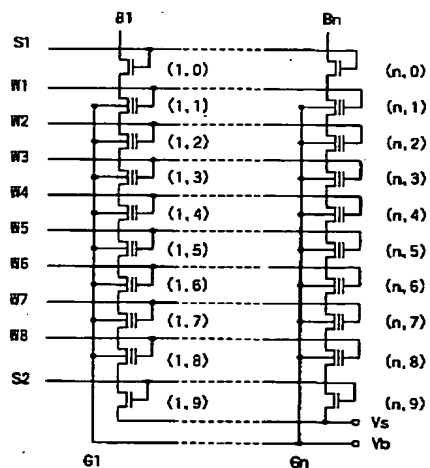 B1 Bn
S1 (1,0) (n,0)
W1 (1,1) (n,1)
W2 (1,2) (n,2)
W3 (1,3) (n,3)
W4 (1,4) (n,4)
W5 (1,5) (n,5)
W6 (1,6) (n,6)
W7 (1,7) (n,7)
W8 (1,8) (n,8)
S2 (1,9) (n,9)
Vs
Vb
G1 Gn